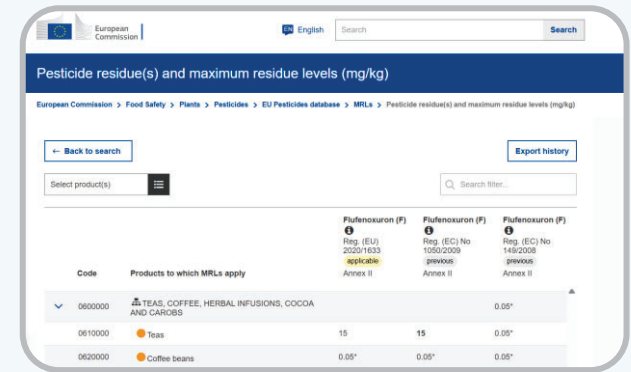 European
Commission
EN English
Search
Search
Pesticide residue(s) and maximum residue levels (mg/kg)
European Commission > Food Safety > Plants > Pesticides > EU Pesticides database > MRLs > Pesticide residue(s) and maximum residue levels (mg/kg)
← Back to search
Export history
Select product(s)
Search filter...
Flufenoxuron (F) Flufenoxuron (F) Flufenoxuron (F)
Reg. (EU) 2020/1633 Reg. (EC) No 1050/2009 Reg. (EC) No 149/2008
applicable previous previous
Code Products to which MRLs apply Annex II Annex II Annex II
0600000 TEAS, COFFEE, HERBAL INFUSIONS, COCOA AND CAROBS 0.05*
0610000 Teas 15 15
0620000 Coffee beans 0.05* 0.05* 0.05*